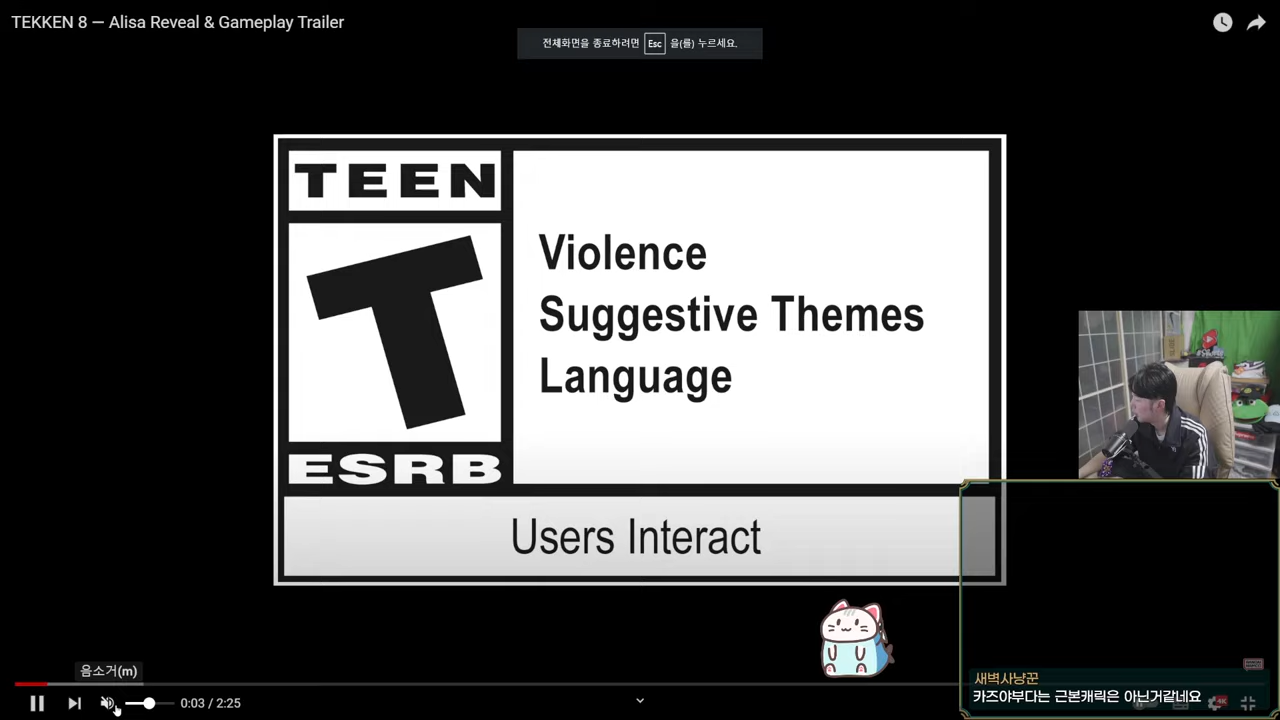 TEKKEN 8 — Alisa Reveal & Gameplay Trailer
전체화면을 종료하려면 Esc 을(를) 누르세요.
TEEN
T
ESRB
Violence
Suggestive Themes
Language
Users Interact
음소거(m)
0:03 / 2:25
새벽사냥꾼
카즈야부다는 근본캐릭은 아닌거같네요